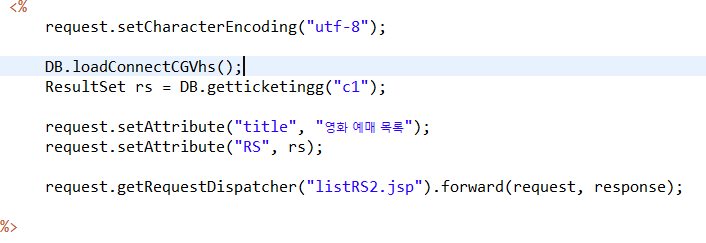 <%
request.setCharacterEncoding("utf-8");
DB.loadConnectCGVhs();
ResultSet rs = DB.getticketingg("c1");
request.setAttribute("title", "영화 예매 목록");
request.setAttribute("RS", rs);
request.getRequestDispatcher("listRS2.jsp").forward(request, response);
%>